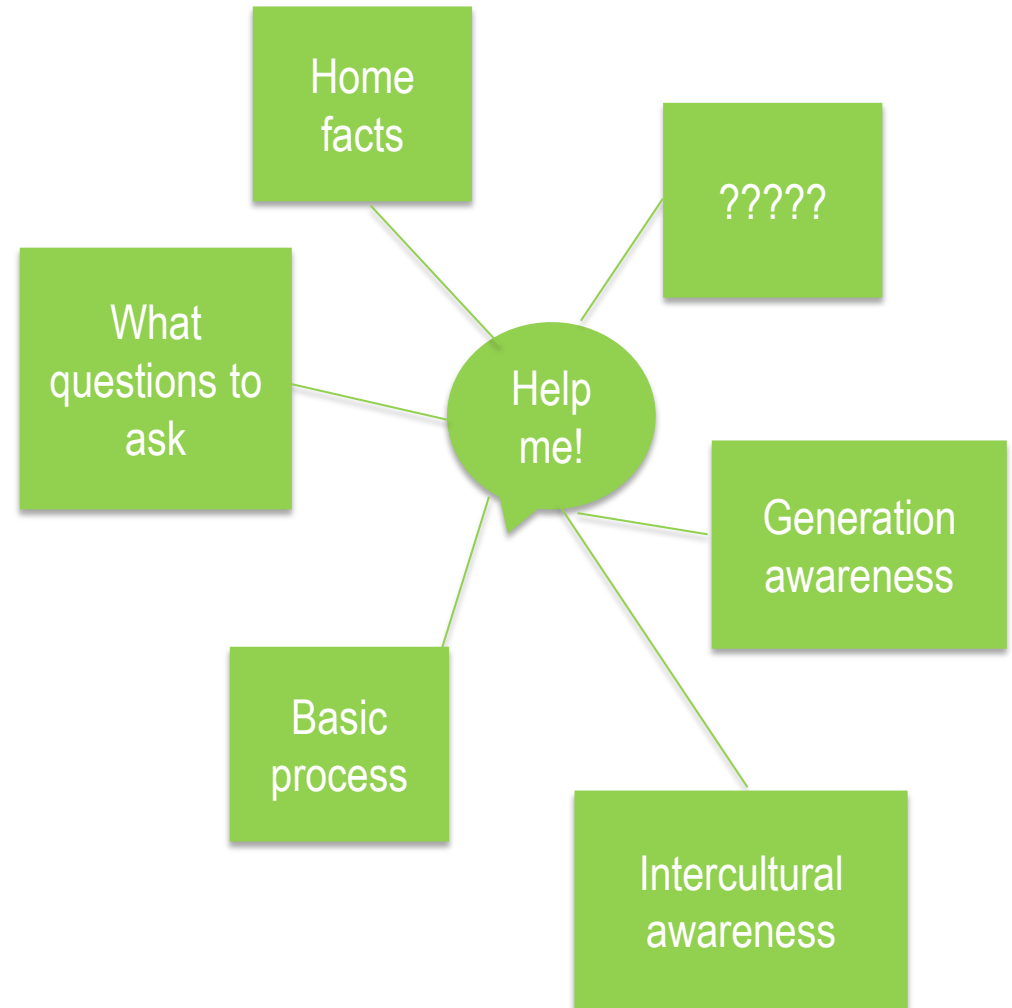 Home
facts
?????
What
questions to
ask
Help
me!
Generation
awareness
Basic
process
Intercultural
awareness